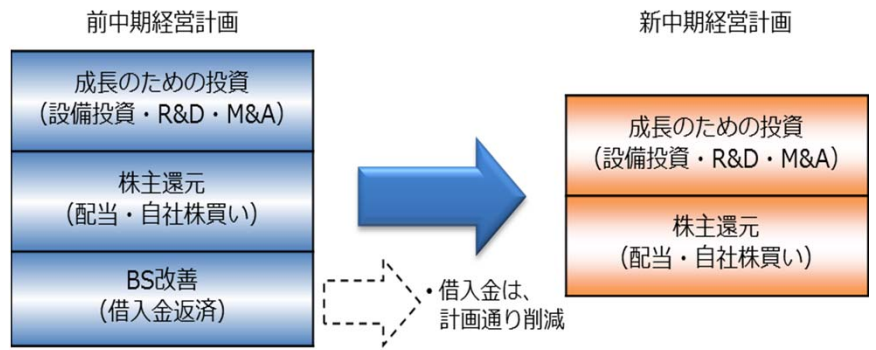 前中期経営計画
新中期経営計画
成長のための投資
(設備投資・R&D・M&A)
株主還元
(配当・自社株買い)
BS改善
(借入金返済)
・借入金は、
計画通り削減
成長のための投資
(設備投資・R&D・M&A)
株主還元
(配当・自社株買い)